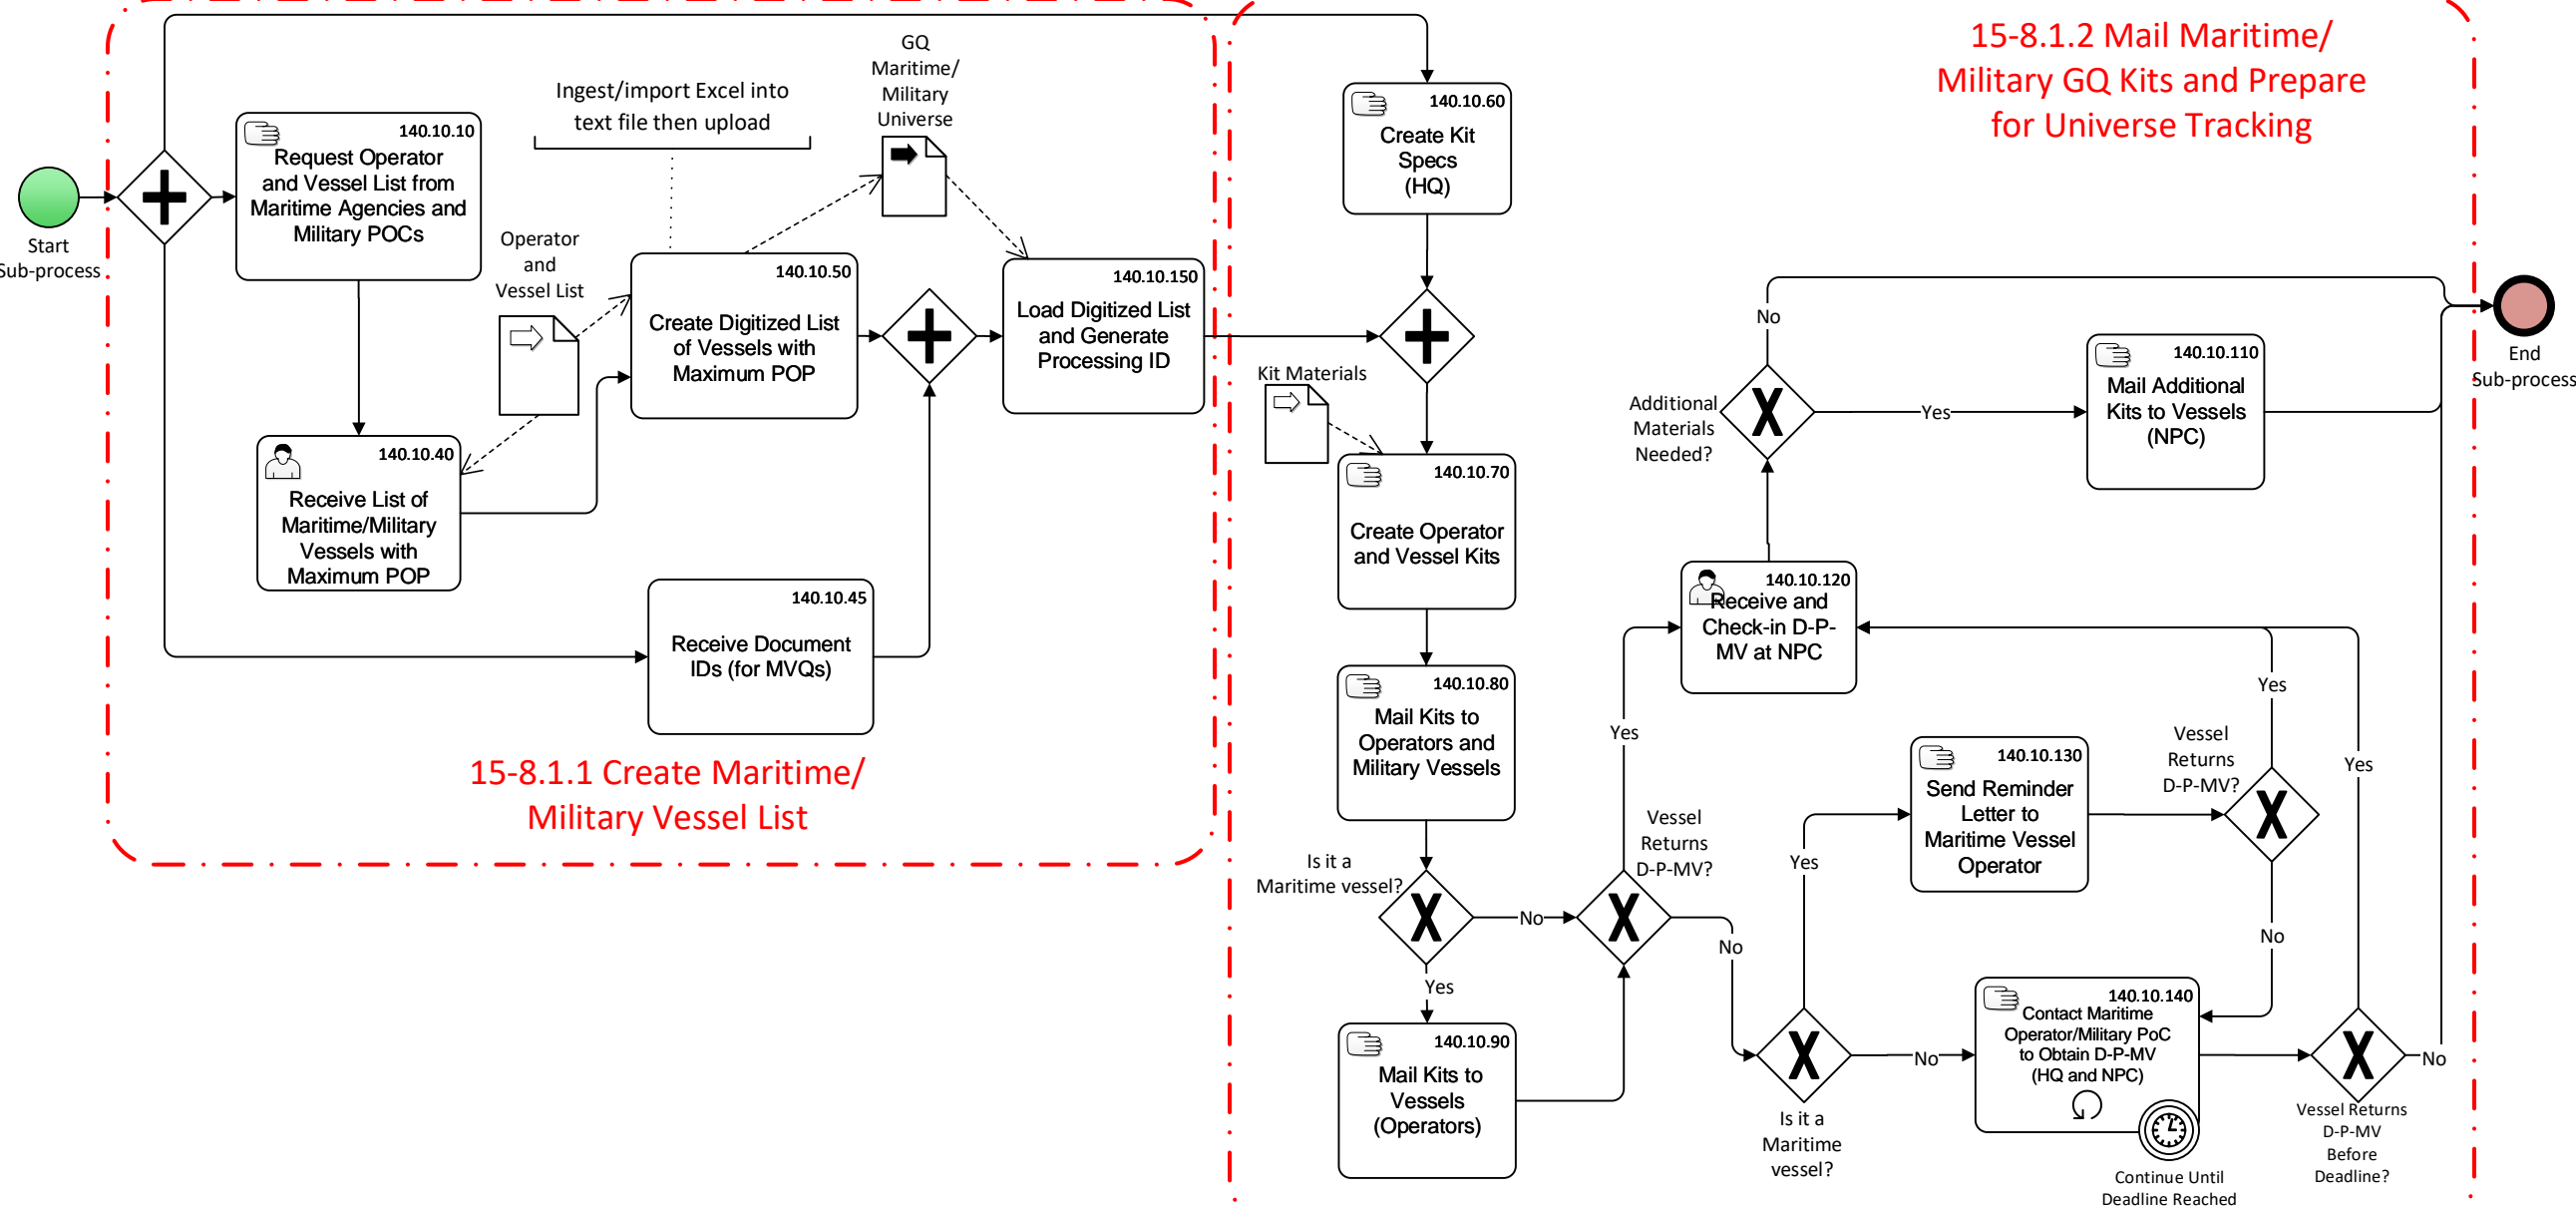 15-8.1.2 Mail Maritime/
Military GQ Kits and Prepare
for Universe Tracking
GQ
Maritime/
Military
Universe
Ingest/import Excel into
text file then upload
140.10.10
Request Operator
and Vessel List from
Maritime Agencies and
Military POCs
Start
Sub-process
Operator
and
Vessel List
140.10.50
Create Digitized List
of Vessels with
Maximum POP
140.10.150
Load Digitized List
and Generate
Processing ID
140.10.40
Receive List of
Maritime/Military
Vessels with
Maximum POP
140.10.45
Receive Document
IDs (for MVQs)
15-8.1.1 Create Maritime/
Military Vessel List
140.10.60
Create Kit
Specs
(HQ)
Kit Materials
140.10.70
Create Operator
and Vessel Kits
140.10.80
Mail Kits to
Operators and
Military Vessels
Is it a
Maritime vessel?
No
Yes
140.10.90
Mail Kits to
Vessels
(Operators)
Vessel
Returns
D-P-MV?
Yes
No
140.10.120
Receive and
Check-in D-P-
MV at NPC
Additional
Materials
Needed?
No
Yes
140.10.110
Mail Additional
Kits to Vessels
(NPC)
End
Sub-process
Is it a
Maritime
vessel?
Yes
No
140.10.130
Send Reminder
Letter to
Maritime Vessel
Operator
Vessel
Returns
D-P-MV?
Yes
No
140.10.140
Contact Maritime
Operator/Military PoC
to Obtain D-P-MV
(HQ and NPC)
Continue Until
Deadline Reached
Yes
No
Vessel Returns
D-P-MV
Before
Deadline?